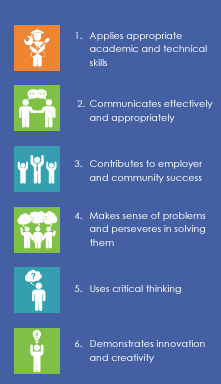 1. Applies appropriate
academic and technical
skills
2. Communicates effectively
and appropriately
3. Contributes to employer
and community success
4. Makes sense of problems
and perseveres in solving
them
?
5. Uses critical thinking
!
6. Demonstrates innovation
and creativity